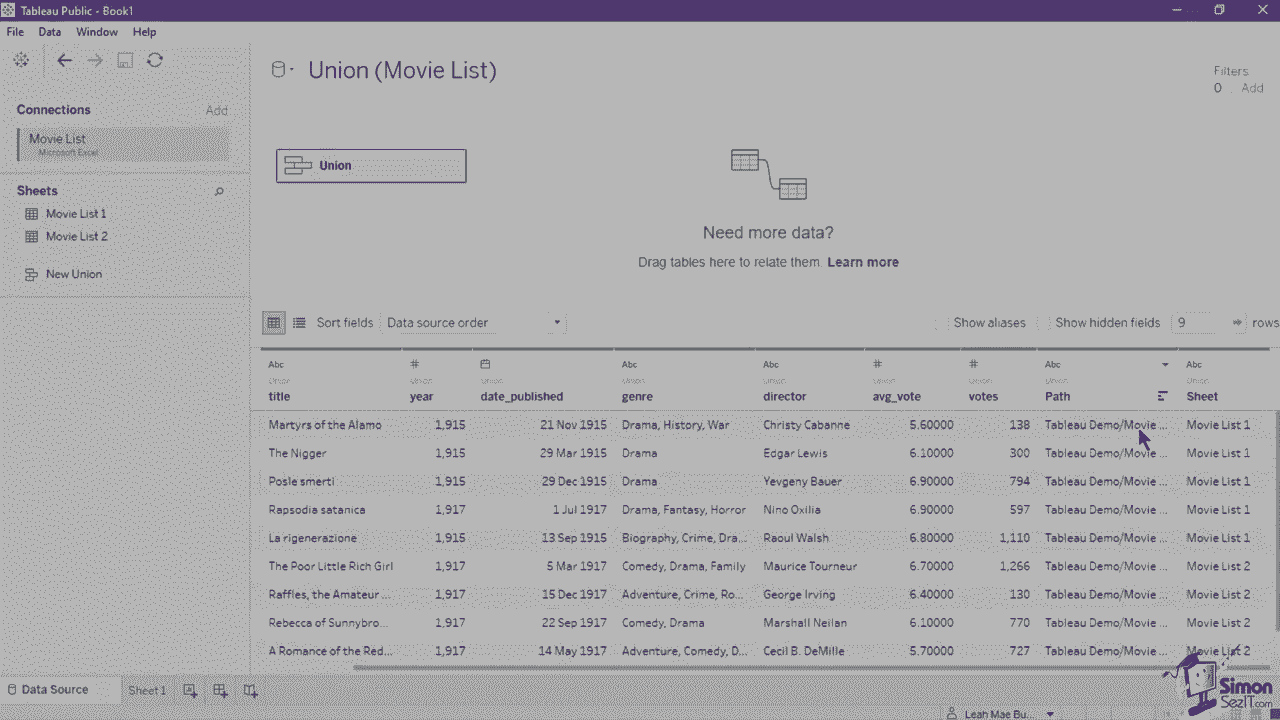 Tableau Public - Book1
File Data Window Help
Connections Add
Movie List
Microsoft Excel
Sheets
Movie List 1
Movie List 2
New Union
Union (Movie List)
Filters
0 Add
Union
Need more data?
Drag tables here to relate them. Learn more
Sort fields Data source order Show aliases Show hidden fields 9 rows
Abc # Abc Abc # # Abc Abc
Union Union Union Union Union Union Union Union Union
title year date_published genre director avg_vote votes Path Sheet
Martyrs of the Alamo 1,915 21 Nov 1915 Drama, History, War Christy Cabanne 5.60000 138 Tableau Demo/Movie ... Movie List 1
The Nigger 1,915 29 Mar 1915 Drama Edgar Lewis 6.10000 300 Tableau Demo/Movie ... Movie List 1
Posle smerti 1,915 29 Dec 1915 Drama Yevgeny Bauer 6.90000 794 Tableau Demo/Movie ... Movie List 1
Rapsodia satanica 1,917 1 Jul 1917 Drama, Fantasy, Horror Nino Oxilia 6.90000 597 Tableau Demo/Movie ... Movie List 1
La rigenerazione 1,915 13 Sep 1915 Biography, Crime, Dra... Raoul Walsh 6.80000 1,110 Tableau Demo/Movie ... Movie List 1
The Poor Little Rich Girl 1,917 5 Mar 1917 Comedy, Drama, Family Maurice Tourneur 6.70000 1,266 Tableau Demo/Movie ... Movie List 2
Raffles, the Amateur ... 1,917 15 Dec 1917 Adventure, Crime, Ro... George Irving 6.40000 130 Tableau Demo/Movie ... Movie List 2
Rebecca of Sunnybro... 1,917 22 Sep 1917 Comedy, Drama Marshall Neilan 6.10000 770 Tableau Demo/Movie ... Movie List 2
A Romance of the Red... 1,917 14 May 1917 Adventure, Comedy, D... Cecil B. DeMille 5.70000 727 Tableau Demo/Movie ... Movie List 2
Data Source Sheet 1
Simon
SezIT.com
Leah Mae Bu...